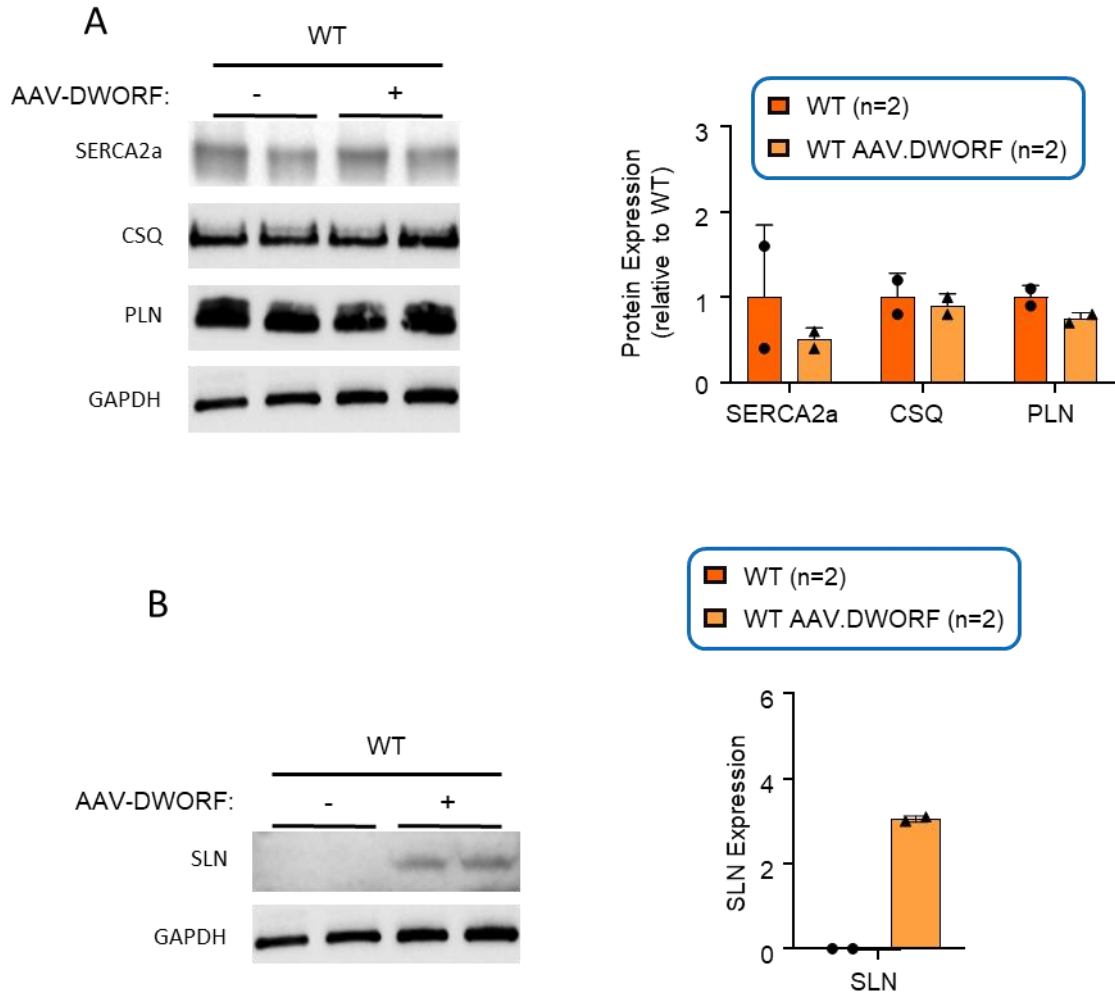 A
WT
AAV-DWORF:
- +
SERCA2a
CSQ
PLN
GAPDH
WT (n=2)
WT AAV.DWORF (n=2)
Protein Expression
(relative to WT)
3
2
1
0
SERCA2a CSQ PLN
B
WT
AAV-DWORF:
- +
SLN
GAPDH
WT (n=2)
WT AAV.DWORF (n=2)
SLN Expression
6
4
2
0
SLN